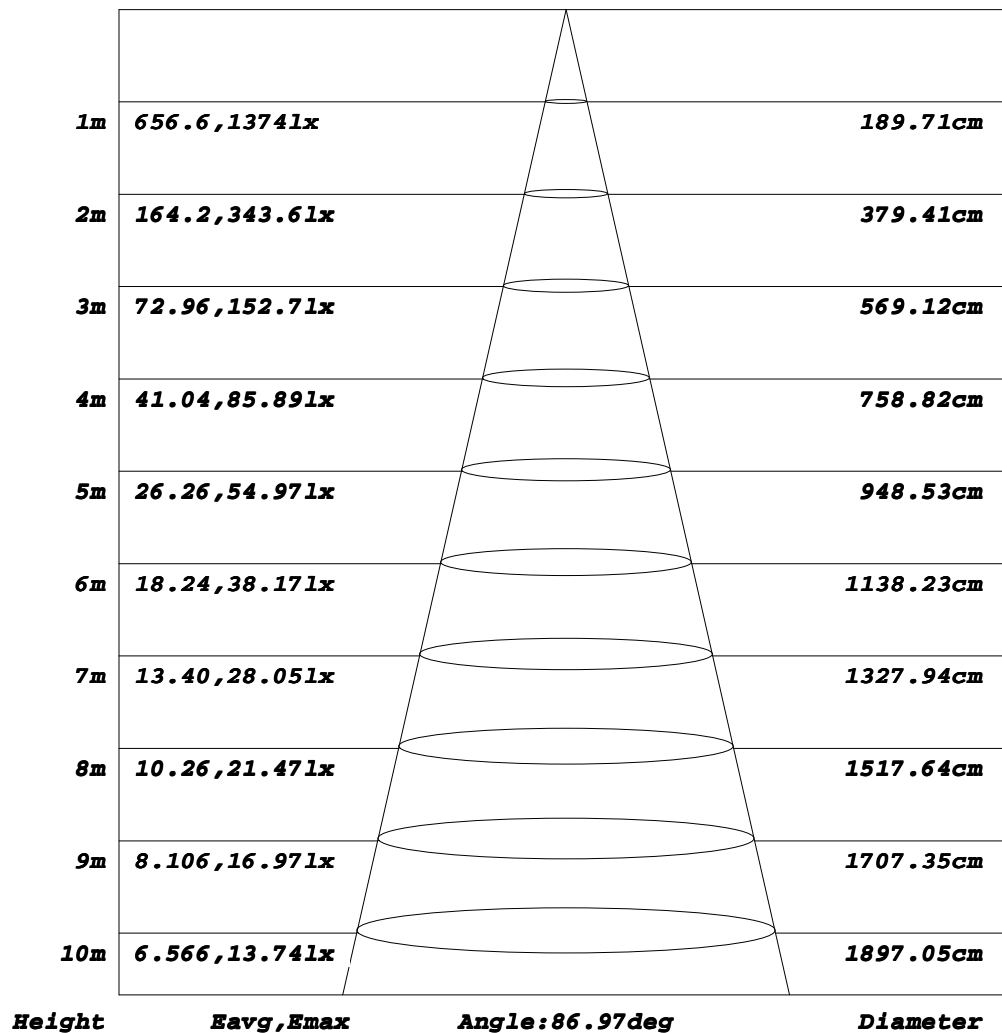 1m 656.6,1374lx 189.71cm
2m 164.2,343.6lx 379.41cm
3m 72.96,152.7lx 569.12cm
4m 41.04,85.89lx 758.82cm
5m 26.26,54.97lx 948.53cm
6m 18.24,38.17lx 1138.23cm
7m 13.40,28.05lx 1327.94cm
8m 10.26,21.47lx 1517.64cm
9m 8.106,16.97lx 1707.35cm
10m 6.566,13.74lx 1897.05cm
Height Eavg,Emax Angle:86.97deg Diameter